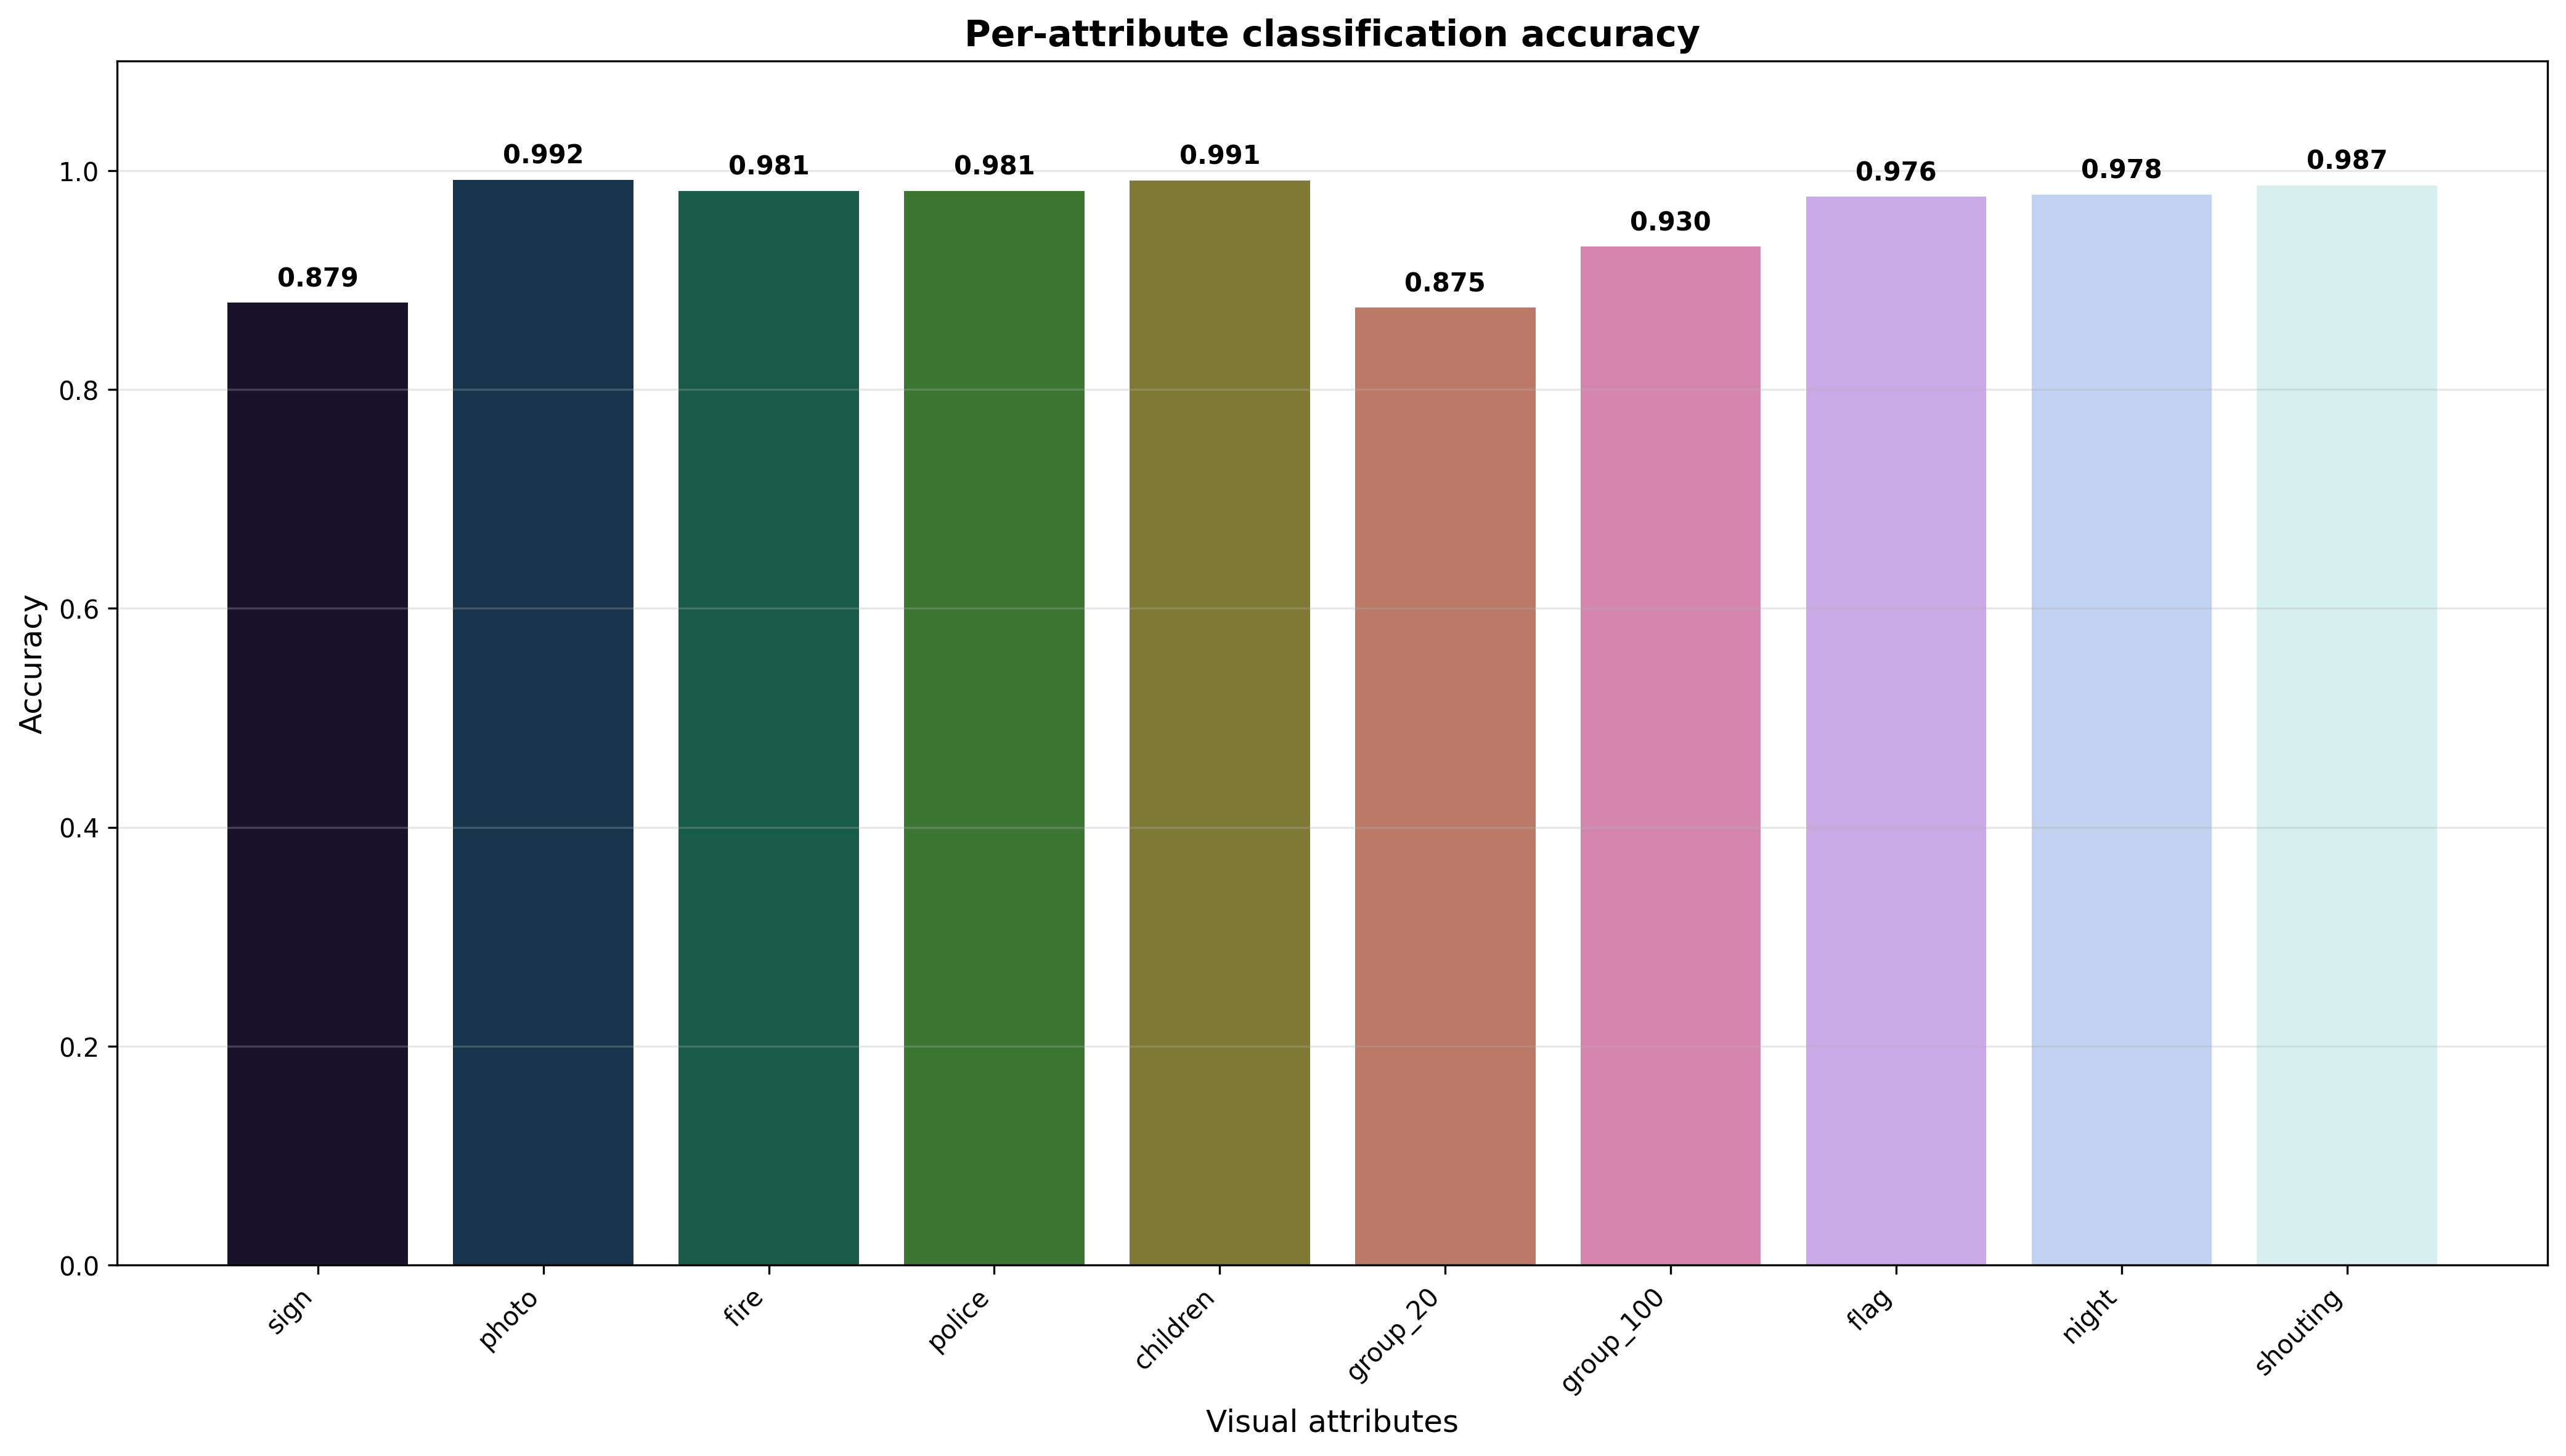 Per-attribute classification accuracy
0.879
0.992
0.981
0.981
0.991
0.875
0.930
0.976
0.978
0.987
1.0
0.8
0.6
0.4
0.2
0.0
Accuracy
sign
photo
fire
police
children
group_20
group_100
flag
night
shouting
Visual attributes